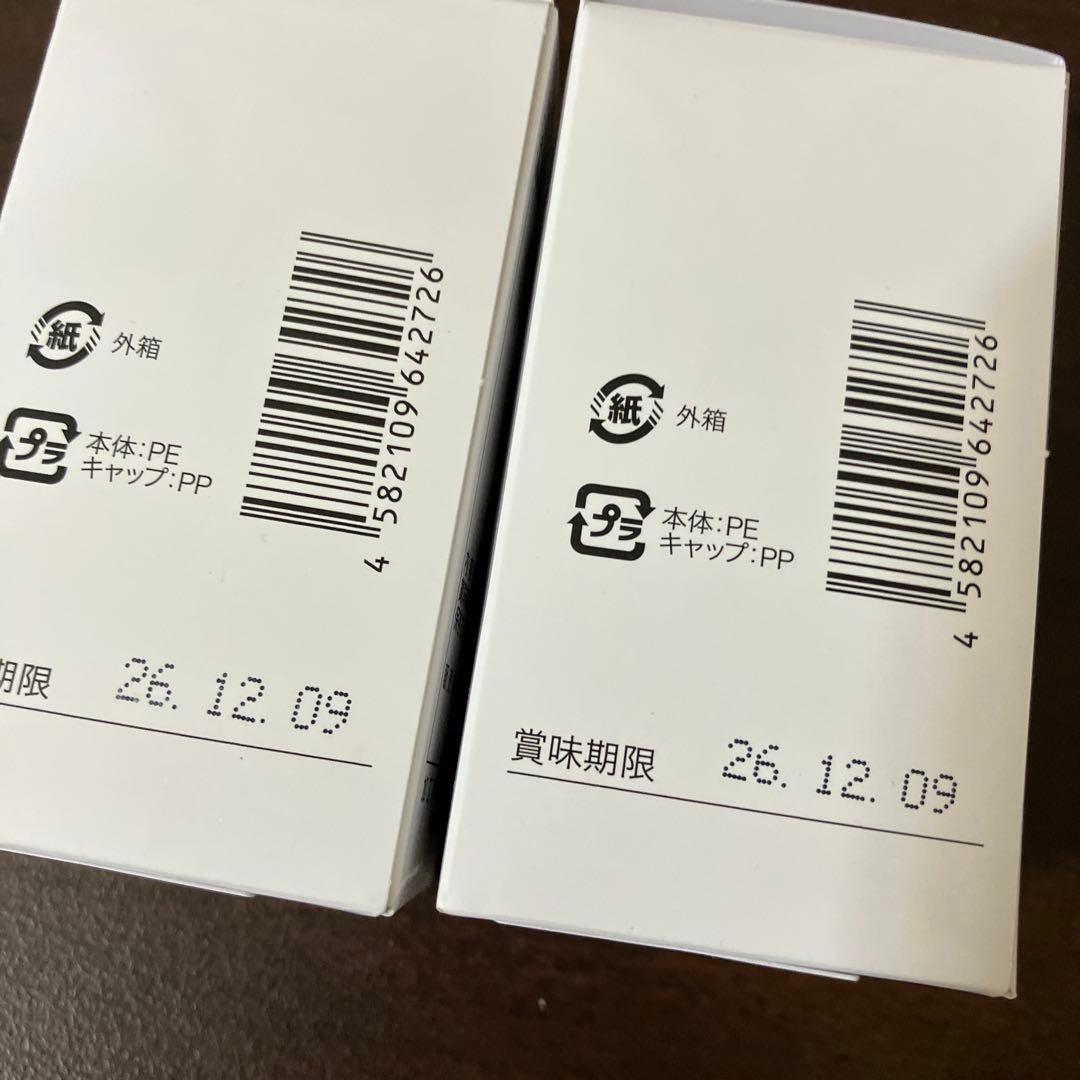 紙 外箱
プラ 本体:PE
キャップ:PP
4 582109 642726
期限 26.12.09
紙 外箱
プラ 本体:PE
キャップ:PP
4 582109 642726
賞味期限 26.12.09